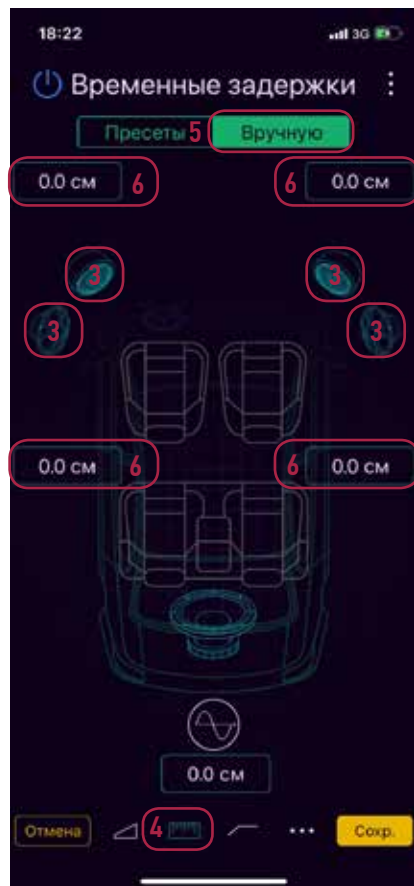 18:22 3G
Временные задержки
Пресеты 5 Вручную
0.0 см 6 6 0.0 см
3 3
3 3
0.0 см 6 6 0.0 см
0.0 см
Отмена 4 Сохр.